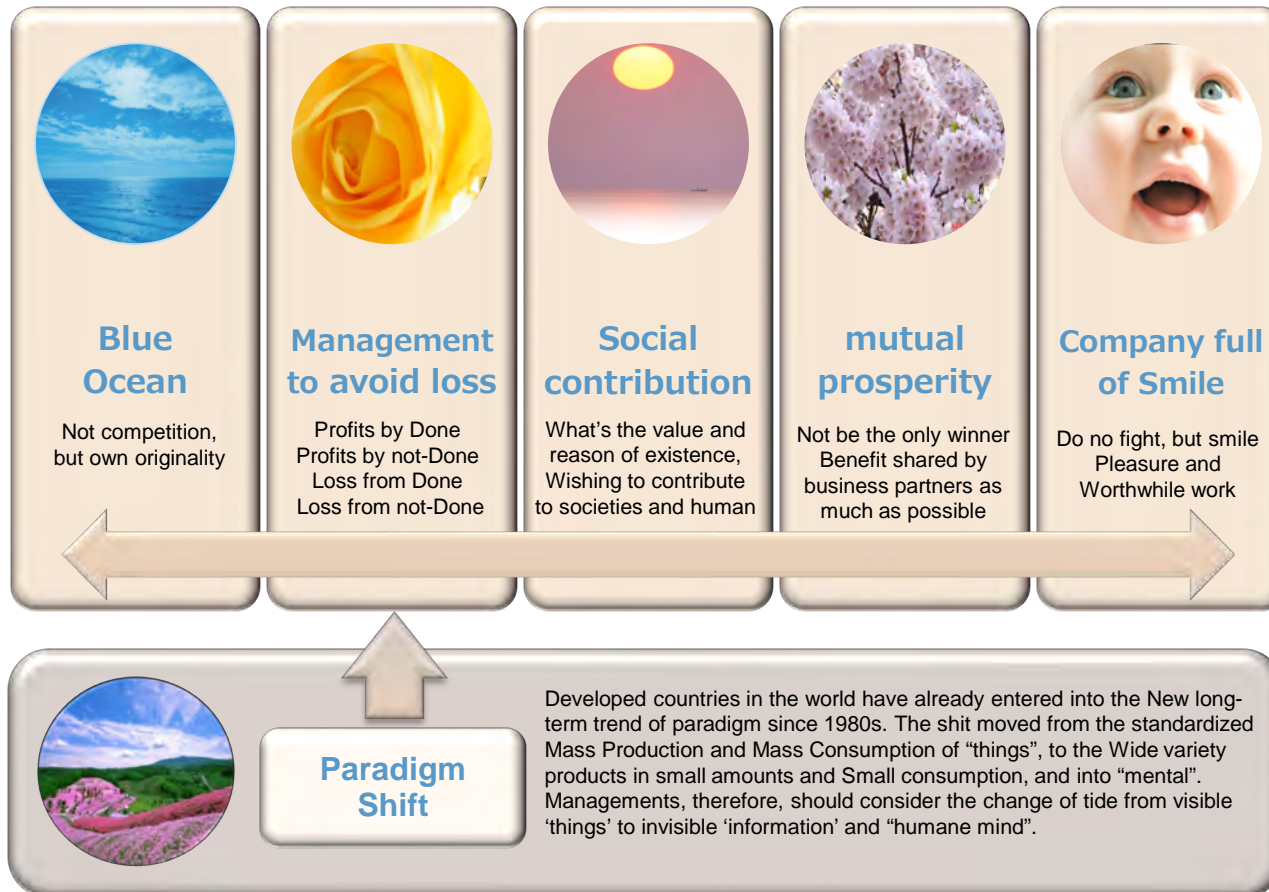 Blue
Ocean
Not competition,
but own originality
Management
to avoid loss
Profits by Done
Profits by not-Done
Loss from Done
Loss from not-Done
Social
contribution
What’s the value and
reason of existence,
Wishing to contribute
to societies and human
mutual
prosperity
Not be the only winner
Benefit shared by
business partners as
much as possible
Company full
of Smile
Do no fight, but smile
Pleasure and
Worthwhile work
Paradigm
Shift
Developed countries in the world have already entered into the New long-
term trend of paradigm since 1980s. The shit moved from the standardized
Mass Production and Mass Consumption of “things”, to the Wide variety
products in small amounts and Small consumption, and into “mental”.
Managements, therefore, should consider the change of tide from visible
‘things’ to invisible ‘information’ and “humane mind”.